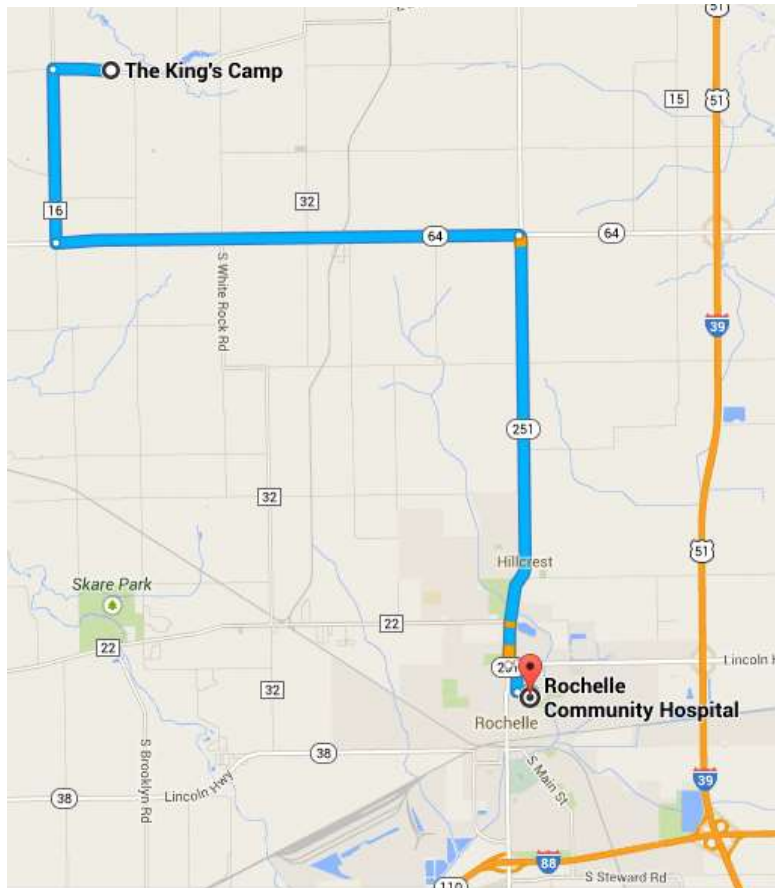 51
The King's Camp
15
51
16
32
64
64
S White Rock Rd
39
251
32
51
Hillcrest
Skare Park
22
22
Lincoln
251
Rochelle
Community Hospital
32
Rochelle
S Brooklyn Rd
38
S Main St
39
38
Lincoln Hwy
88
S Steward Rd
110